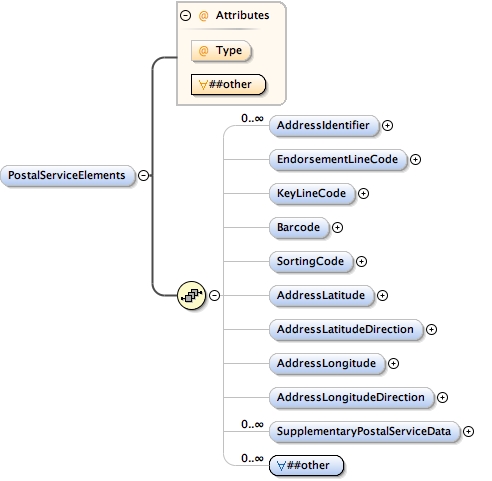 @ Attributes
@ Type
∀##other
PostalServiceElements
0..∞
AddressIdentifier
EndorsementLineCode
KeyLineCode
Barcode
SortingCode
AddressLatitude
AddressLatitudeDirection
AddressLongitude
AddressLongitudeDirection
0..∞
SupplementaryPostalServiceData
0..∞
∀##other